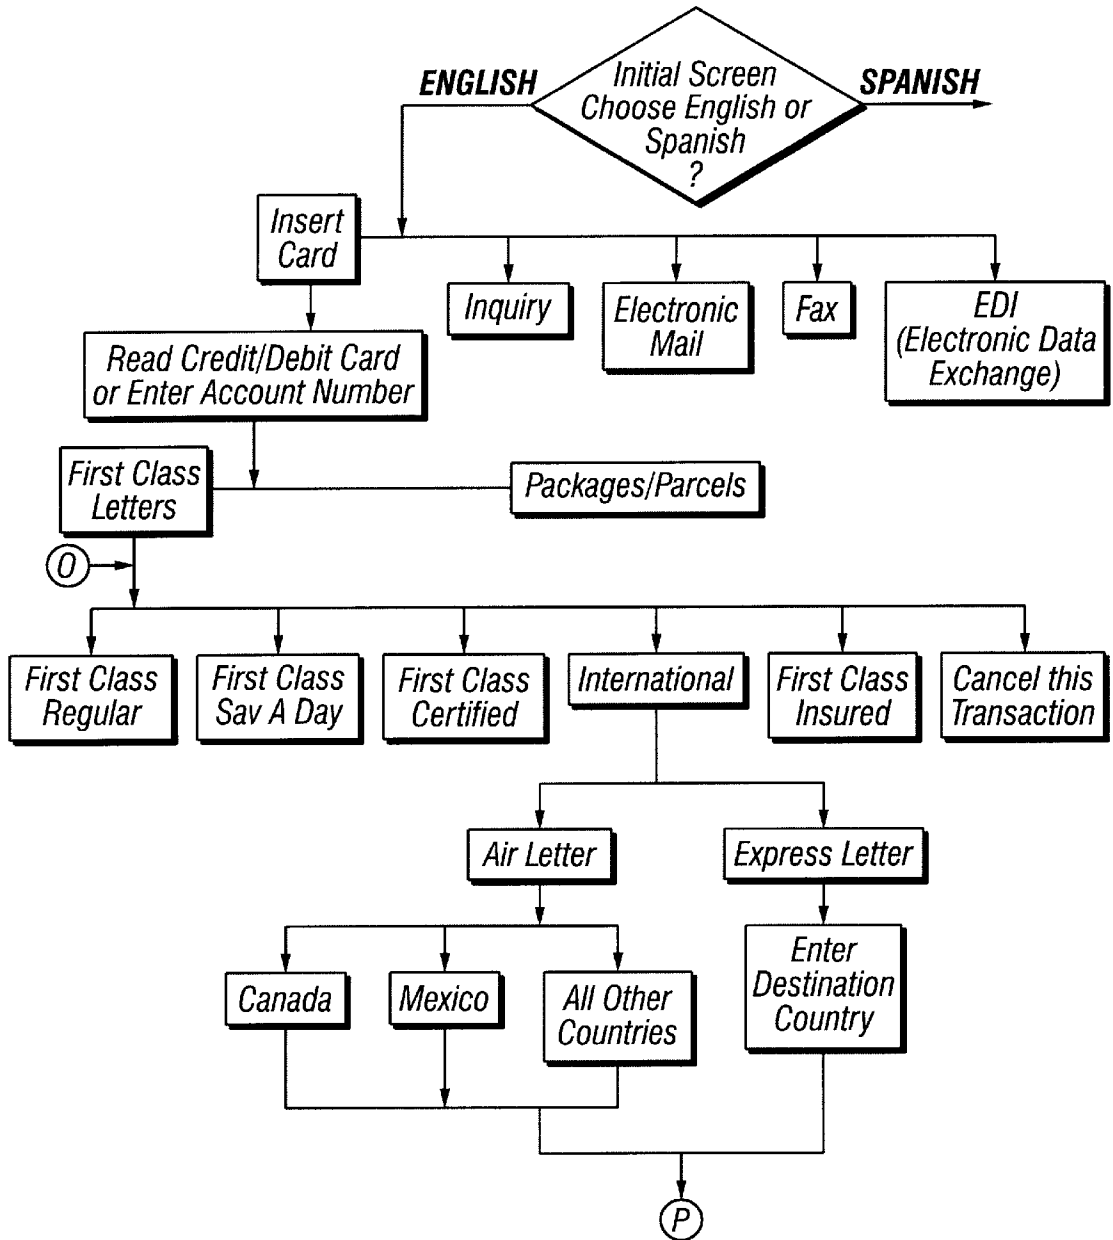 ENGLISH
Initial Screen
Choose English or
Spanish
?
SPANISH
Insert
Card
Inquiry
Electronic
Mail
Fax
EDI
(Electronic Data
Exchange)
Read Credit/Debit Card
or Enter Account Number
First Class
Letters
Packages/Parcels
O
First Class
Regular
First Class
Sav A Day
First Class
Certified
International
First Class
Insured
Cancel this
Transaction
Air Letter
Express Letter
Canada
Mexico
All Other
Countries
Enter
Destination
Country
P